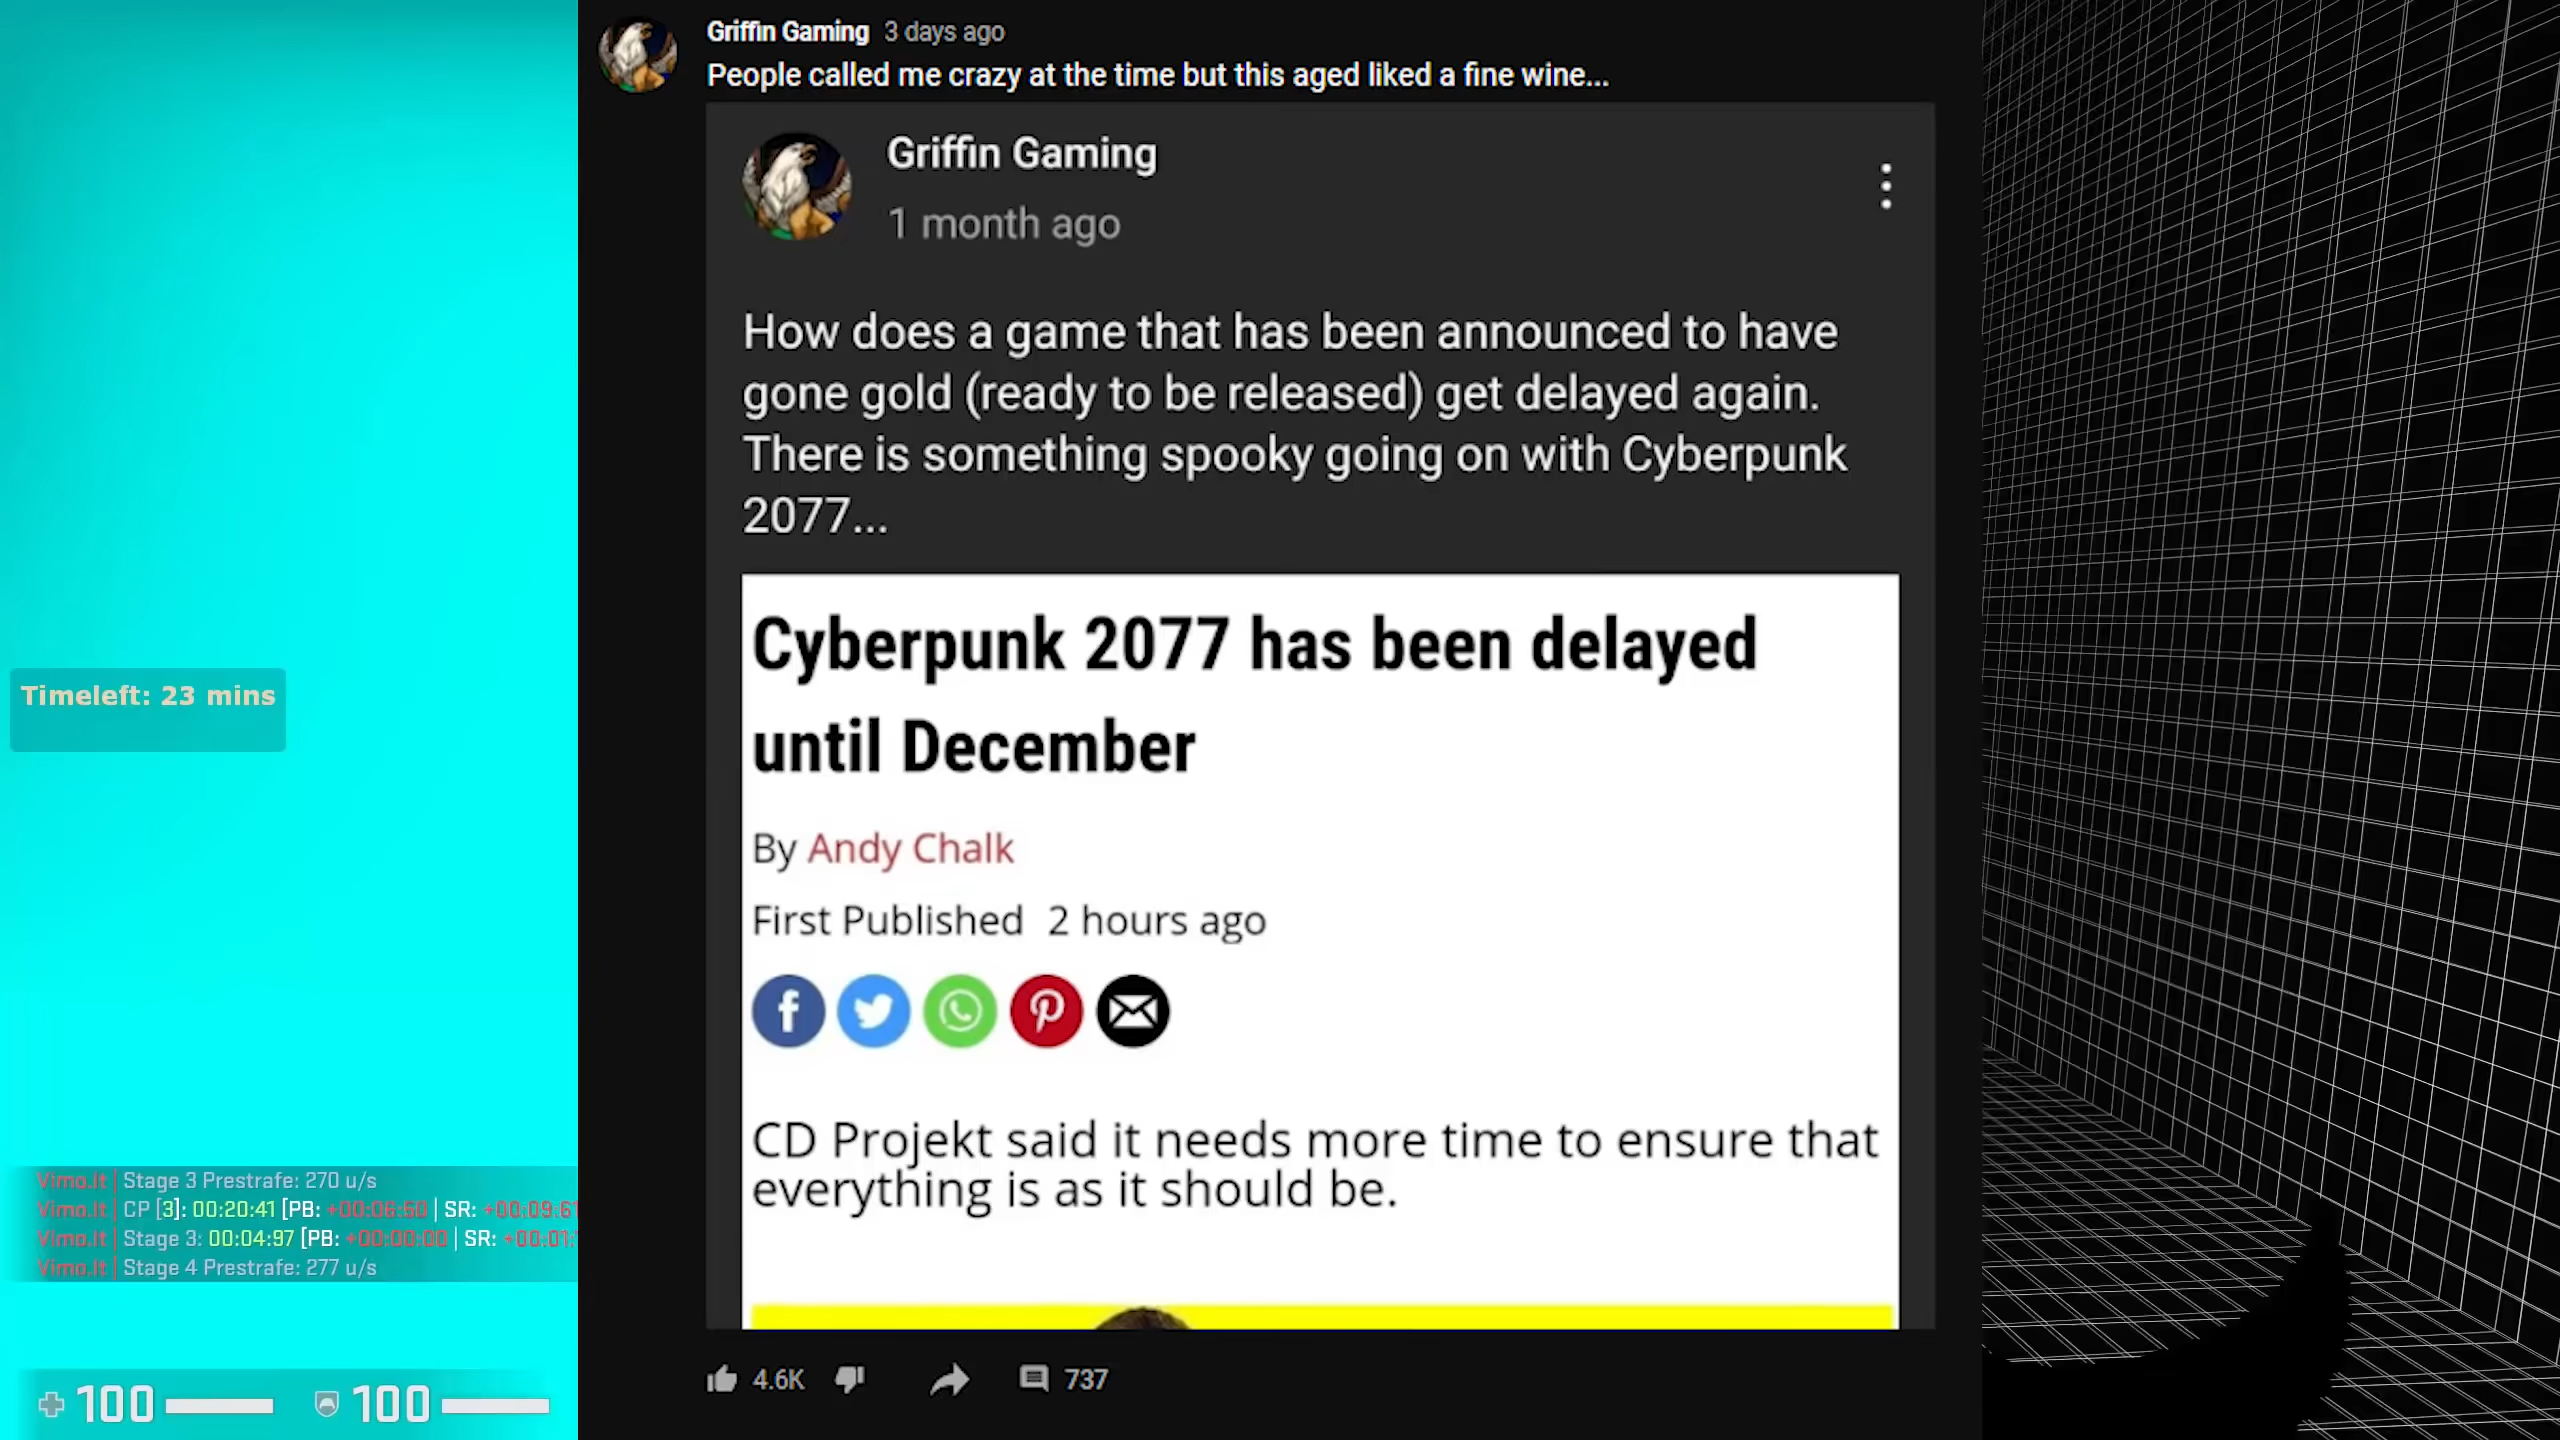 Griffin Gaming 3 days ago
People called me crazy at the time but this aged liked a fine wine...
Griffin Gaming
1 month ago
How does a game that has been announced to have
gone gold (ready to be released) get delayed again.
There is something spooky going on with Cyberpunk
2077...
Cyberpunk 2077 has been delayed
until December
By Andy Chalk
First Published 2 hours ago
CD Projekt said it needs more time to ensure that
everything is as it should be.
4.6K 737
Timeleft: 23 mins
Vimo.lt | Stage 3 Prestrafe: 270 u/s
Vimo.lt | CP [3]: 00:20:41 [PB: +00:06:50 | SR: +00:09:61
Vimo.lt | Stage 3: 00:04:97 [PB: +00:00:00 | SR: +00:01:
Vimo.lt | Stage 4 Prestrafe: 277 u/s
100 100